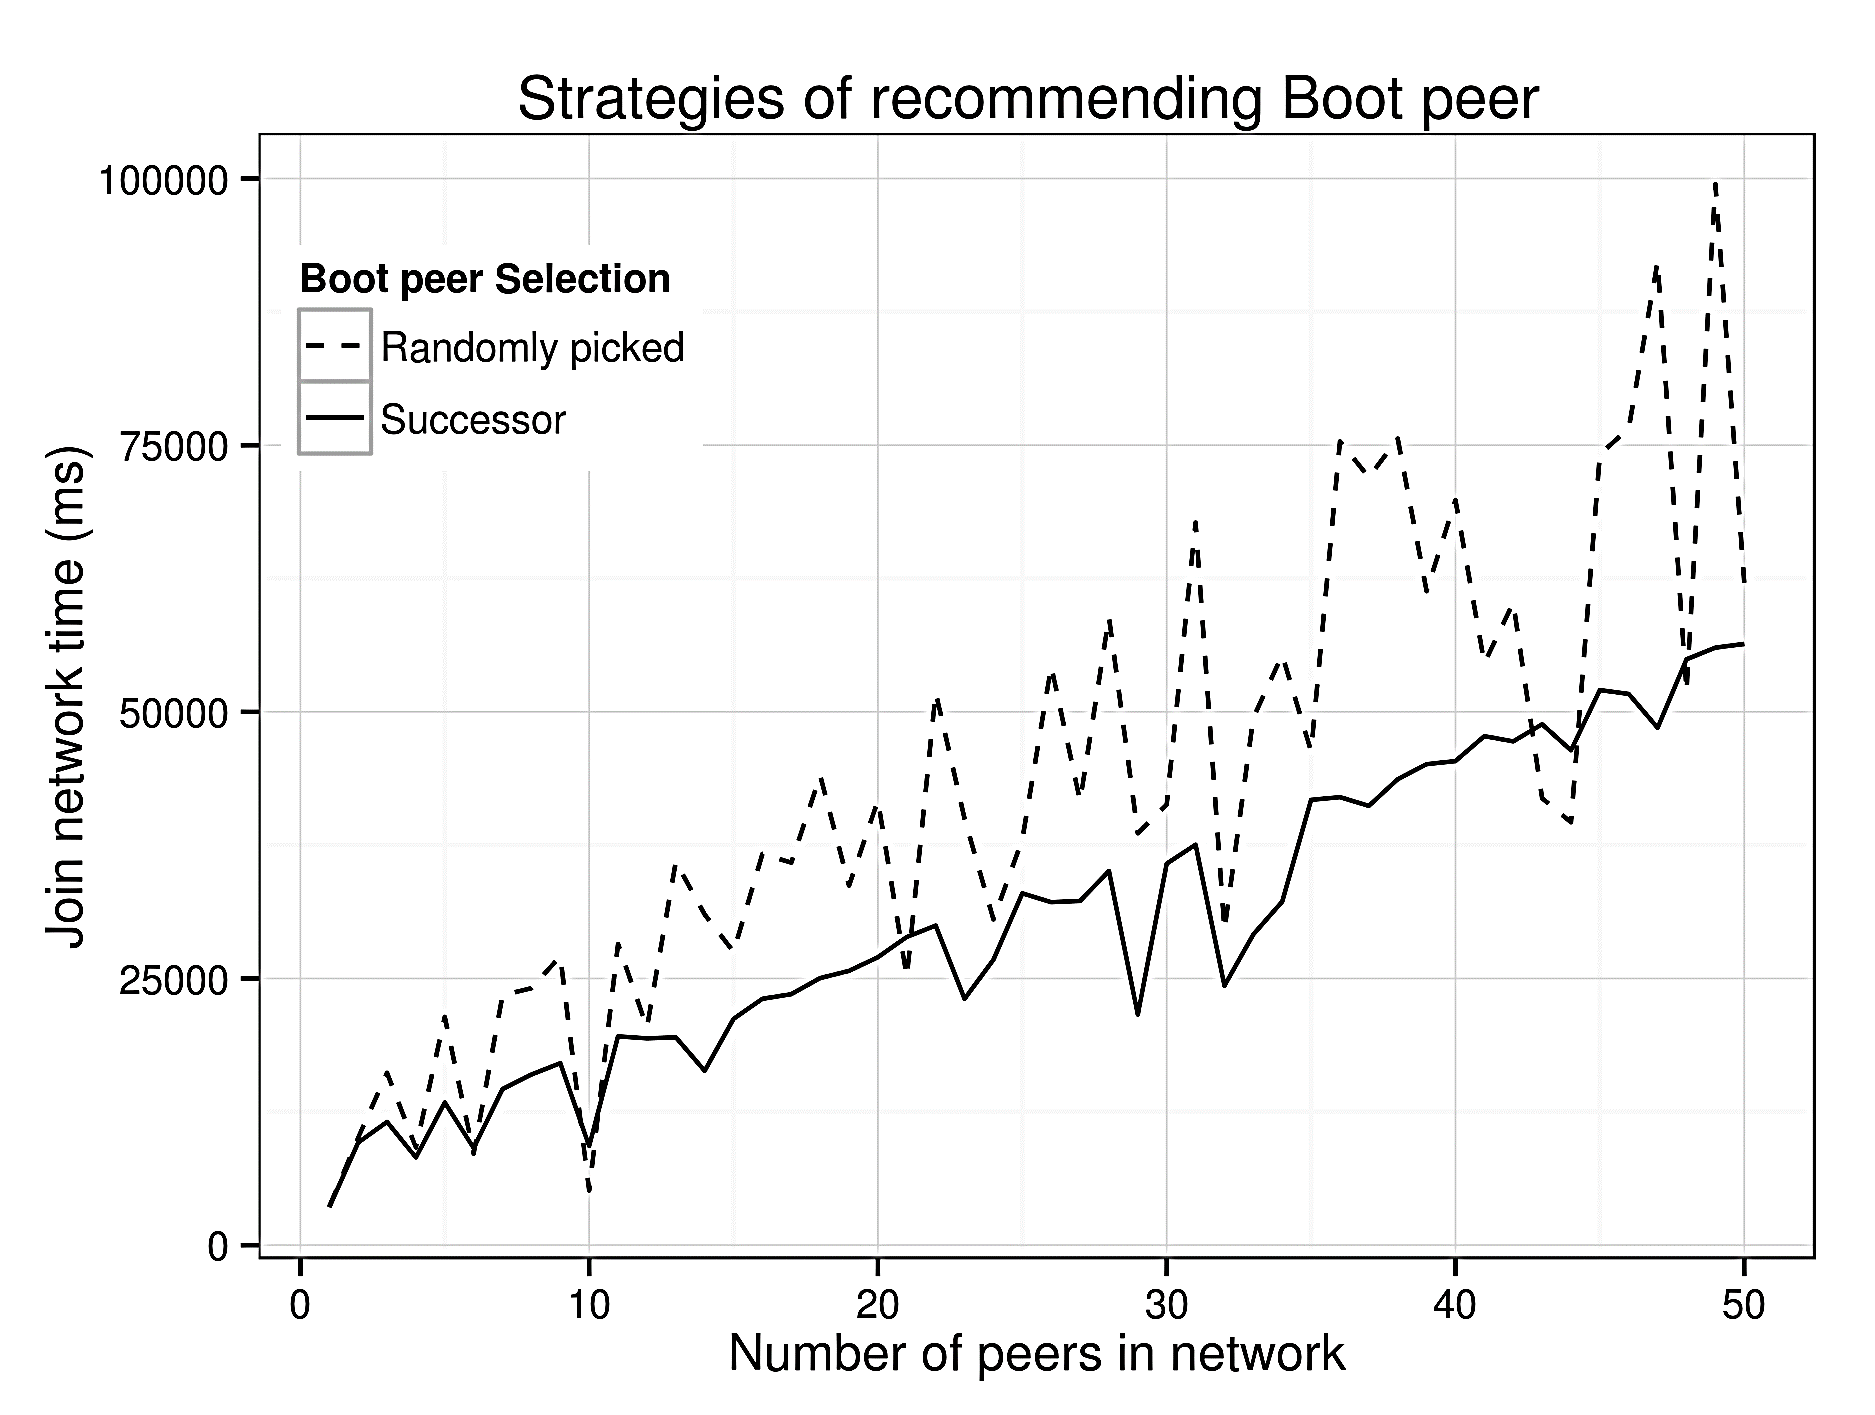 Strategies of recommending Boot peer
100000
75000
50000
25000
0
Join network time (ms)
Boot peer Selection
Randomly picked
Successor
0 10 20 30 40 50
Number of peers in network